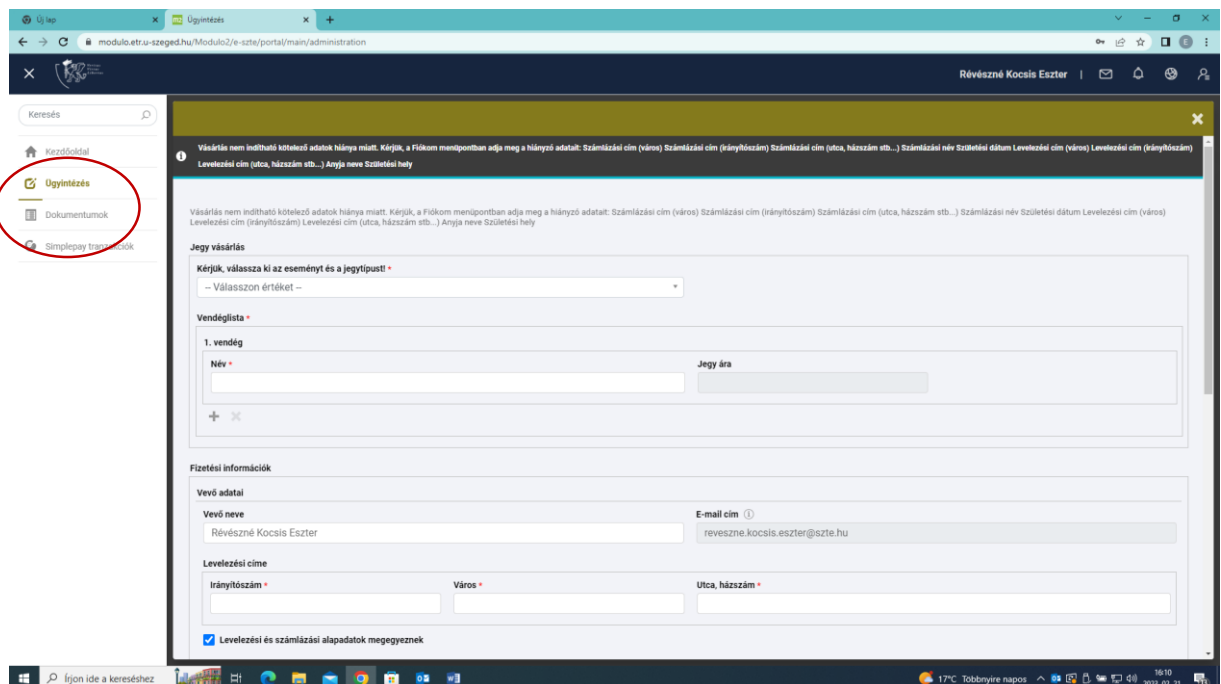 Új lap
Ügyintézés
modulo.etr.u-szeged.hu/Modulo2/e-szte/portal/main/administration
E
Révészné Kocsis Eszter |
Keresés
Kezdőoldal
Ügyintézés
Dokumentumok
Simplepay tranzakciók
Vásárlás nem indítható kötelező adatok hiánya miatt. Kérjük, a Fiókom menüpontban adja meg a hiányzó adatait: Számlázási cím (város) Számlázási cím (irányítószám) Számlázási cím (utca, házszám stb...) Számlázási név Születési dátum Levelezési cím (város) Levelezési cím (irányítószám)
Levelezési cím (utca, házszám stb...) Anyja neve Születési hely
Vásárlás nem indítható kötelező adatok hiánya miatt. Kérjük, a Fiókom menüpontban adja meg a hiányzó adatait: Számlázási cím (város) Számlázási cím (irányítószám) Számlázási cím (utca, házszám stb...) Számlázási név Születési dátum Levelezési cím (város)
Levelezési cím (irányítószám) Levelezési cím (utca, házszám stb...) Anyja neve Születési hely
Jegy vásárlás
Kérjük, válassza ki az eseményt és a jegytípust! *
-- Válasszon értéket --
Vendéglista *
1. vendég
Név *
Jegy ára
Fizetési információk
Vevő adatai
Vevő neve
E-mail cím
Révészné Kocsis Eszter
reveszne.kocsis.eszter@szte.hu
Levelezési címe
Irányítószám *
Város *
Utca, házszám *
Levelezési és számlázási alapadatok megegyeznek
Írjon ide a kereséshez
17°C Többnyire napos
16:10